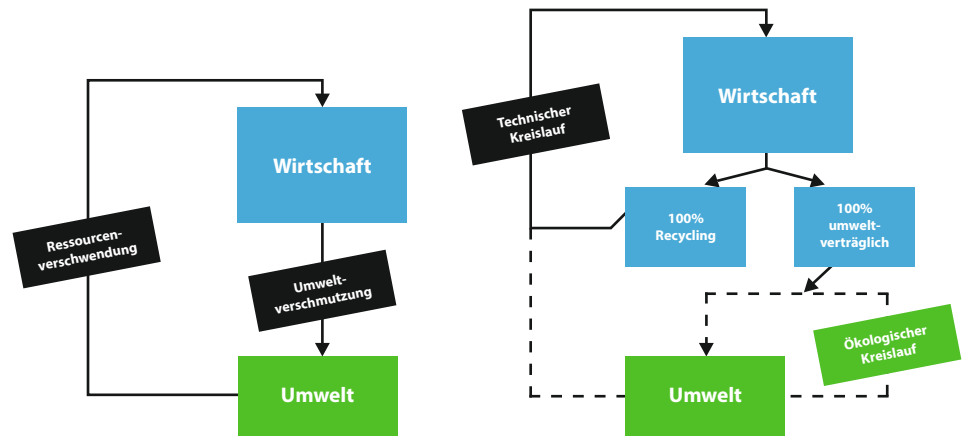 Wirtschaft
Ressourcen-
verschwendung
Umwelt-
verschmutzung
Umwelt
Wirtschaft
Technischer
Kreislauf
100%
Recycling
100%
umwelt-
verträglich
Ökologischer
Kreislauf
Umwelt